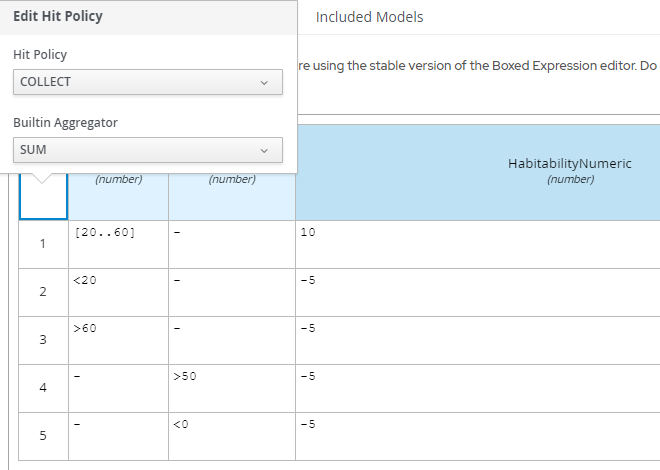 Edit Hit Policy
Included Models
Hit Policy
COLLECT
re using the stable version of the Boxed Expression editor. Do
Builtin Aggregator
SUM
HabitabilityNumeric
(number) (number) (number)
1 [20..60] - 10
2 <20 - -5
3 >60 - -5
4 - >50 -5
5 - <0 -5